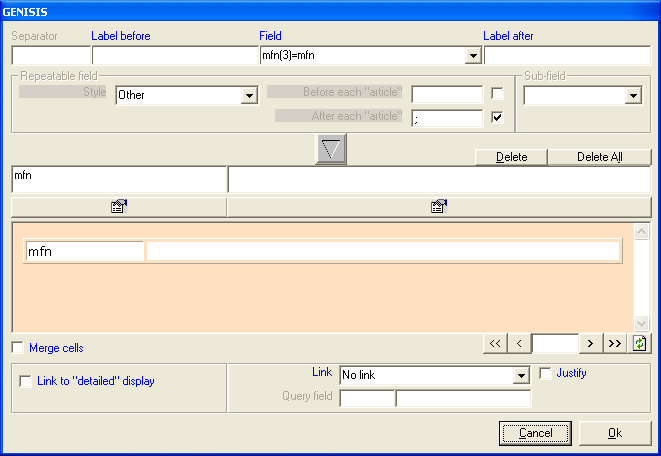 GENISIS
Separator Label before Field Label after
mfn(3)=mfn
Repeatable field Sub-field
Style Other Before each "article"
After each "article" ;
Delete Delete All
mfn
mfn
Merge cells << < > >>
Link to "detailed" display Link No link Justify
Query field
Cancel Ok